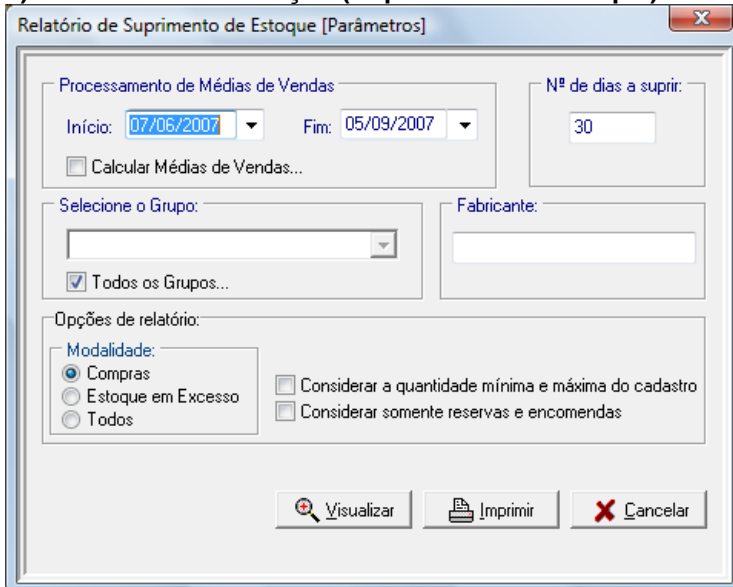 Relatório de Suprimento de Estoque [Parâmetros]
Processamento de Médias de Vendas
Nº de dias a suprir:
Início: 07/06/2007 Fim: 05/09/2007
30
Calcular Médias de Vendas...
Selecione o Grupo:
Fabricante:
Todos os Grupos...
Opções de relatório:
Modalidade:
Compras
Estoque em Excesso
Todos
Considerar a quantidade mínima e máxima do cadastro
Considerar somente reservas e encomendas
Visualizar
Imprimir
Cancelar